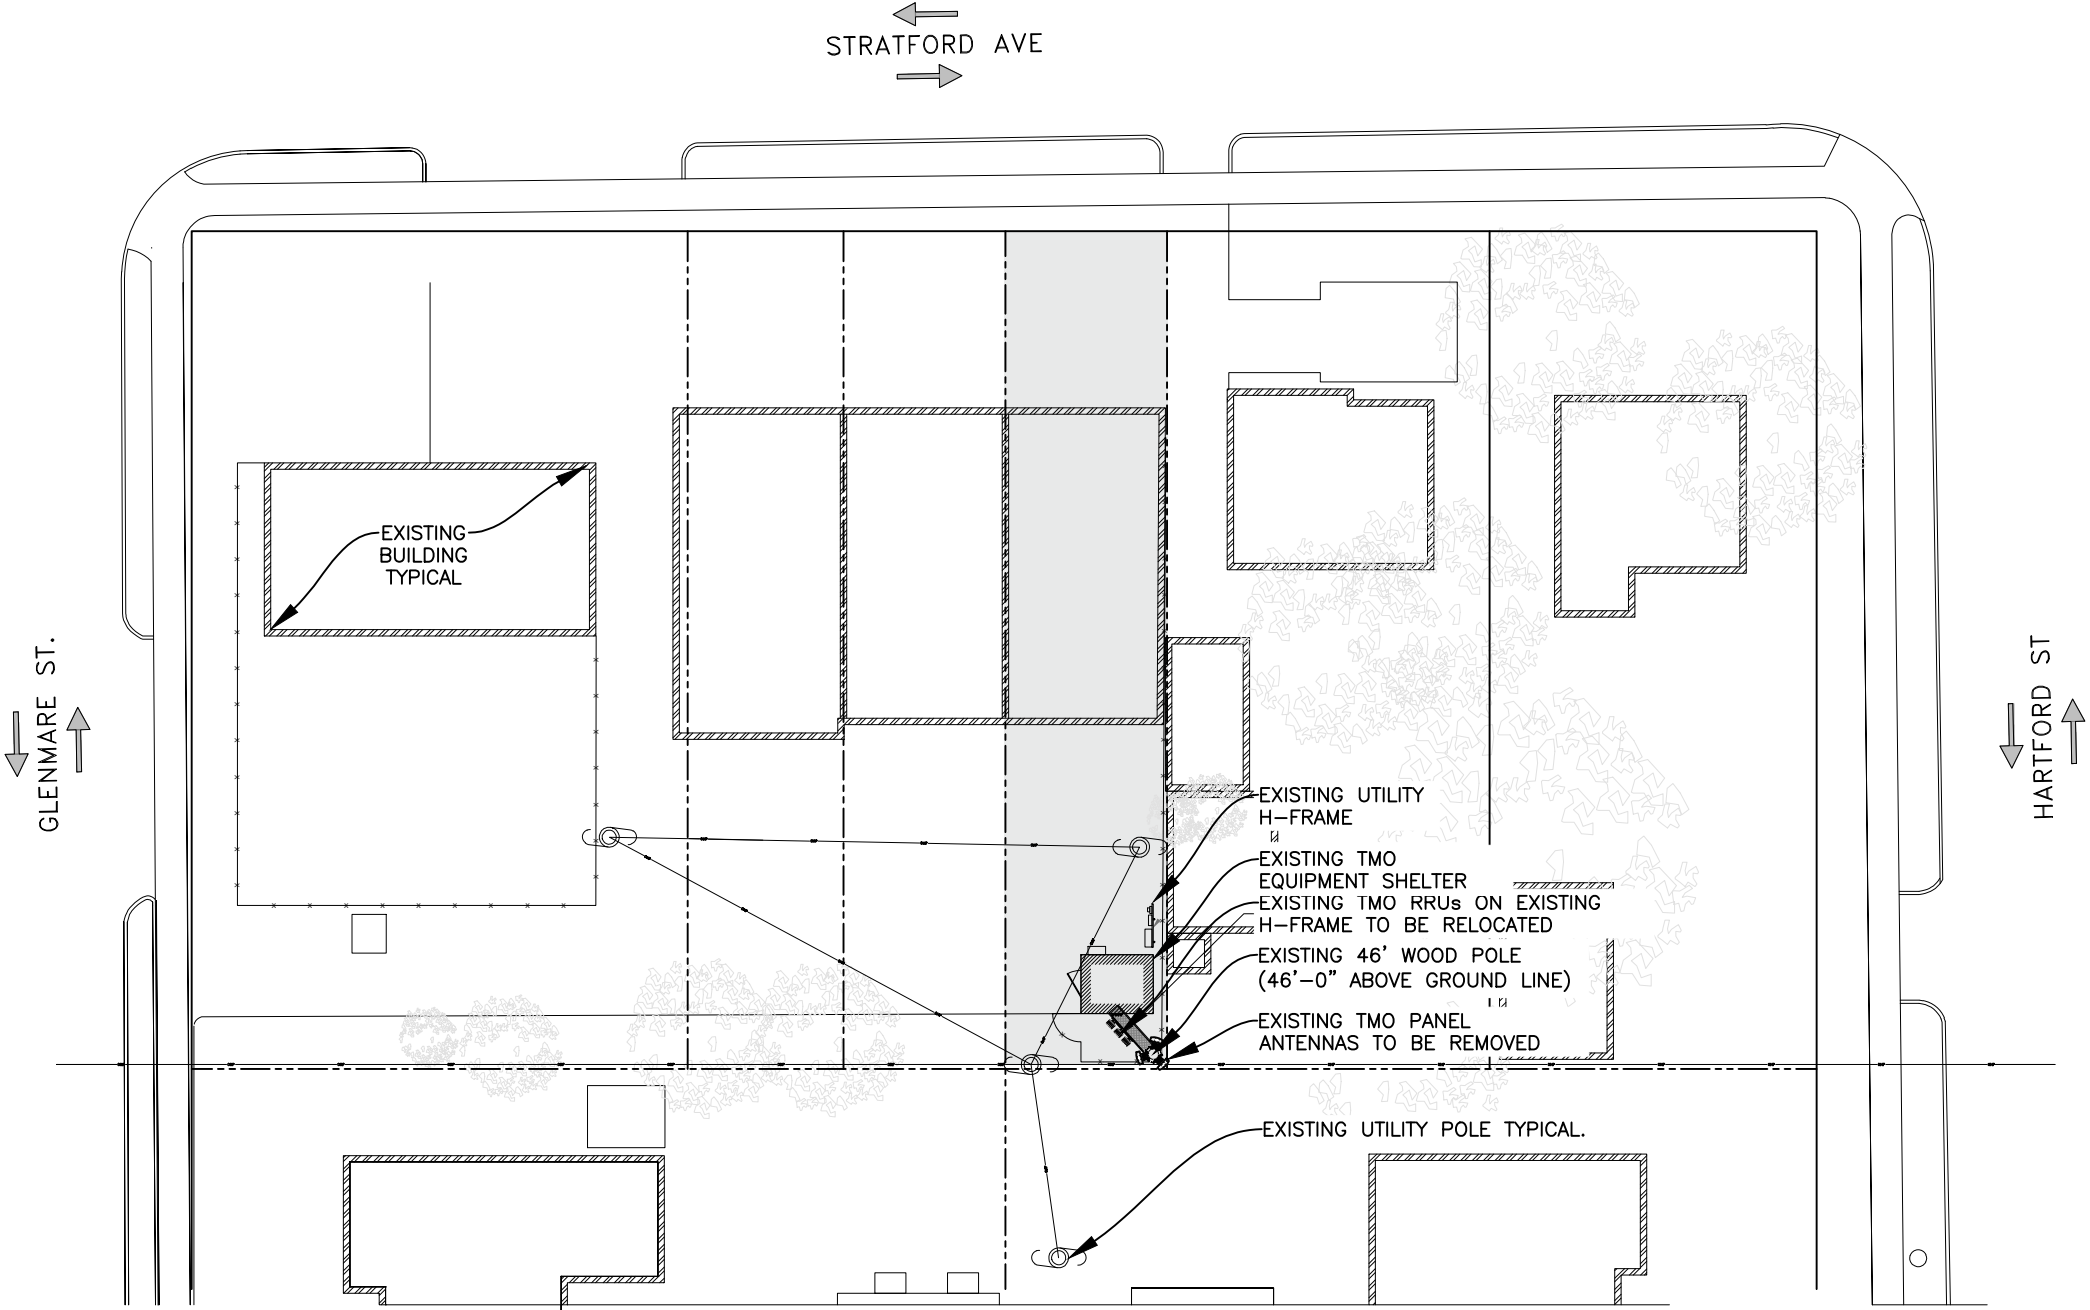 STRATFORD AVE
EXISTING
BUILDING
TYPICAL
GLENMARE ST.
HARTFORD ST
EXISTING UTILITY
H-FRAME
EXISTING TMO
EQUIPMENT SHELTER
EXISTING TMO RRUs ON EXISTING
H-FRAME TO BE RELOCATED
EXISTING 46' WOOD POLE
(46'-0" ABOVE GROUND LINE)
EXISTING TMO PANEL
ANTENNAS TO BE REMOVED
EXISTING UTILITY POLE TYPICAL.